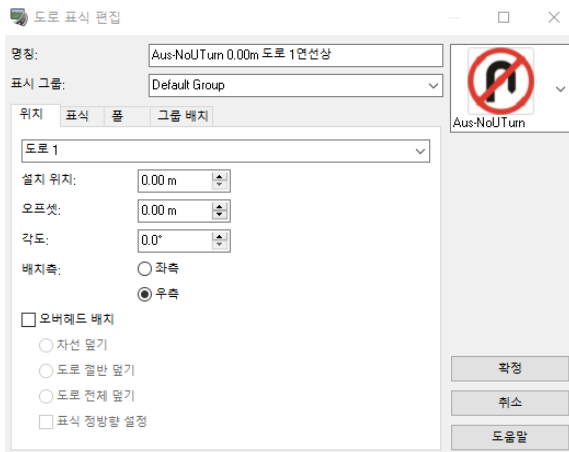 도로 표식 편집
명칭:
Aus-NoUTurn 0.00m 도로 1연선상
표시 그룹:
Default Group
Aus-NoUTurn
위치 표식 폴 그룹 배치
도로 1
설치 위치:
0.00 m
오프셋:
0.00 m
각도:
0.0°
배치측:
좌측
우측
오버헤드 배치
차선 덮기
도로 절반 덮기
도로 전체 덮기
표식 정방향 설정
확정
취소
도움말